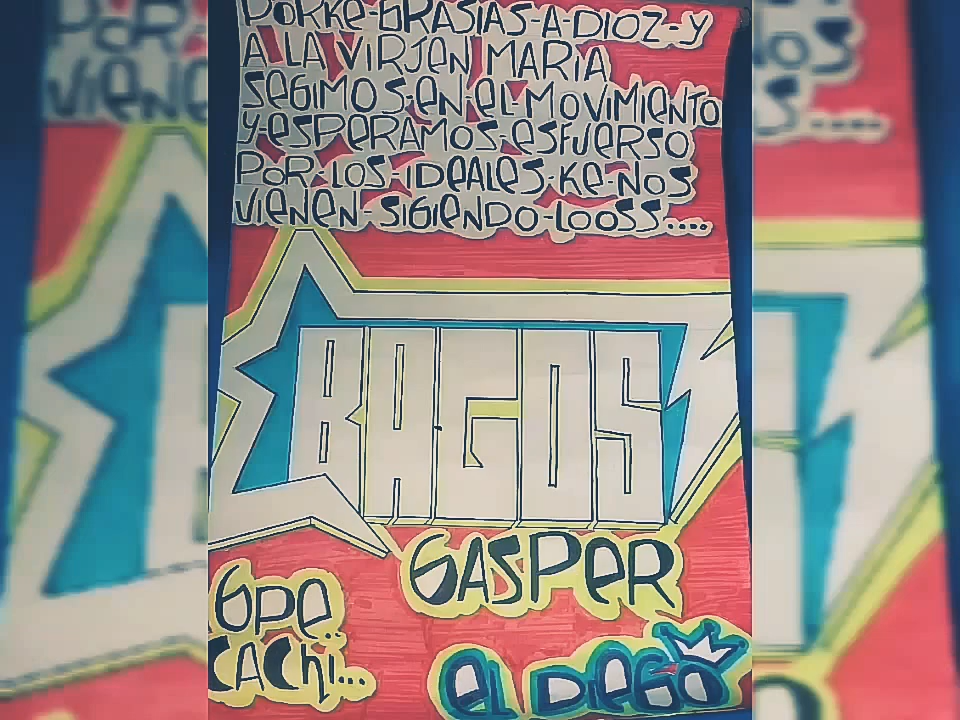 PORKE-GRASIAS-A-DIOZ-Y
A LA VIRJEN MARIA
SEGIMOS-EN-EL-MOVIMIENTO
Y-ESPERAMOS-ESFUERSO
POR-LOS-IDEALES-KE-NOS
VIENEN-SIGIENDO-LOOSS....
BAGOS
GASPER
GPE
CACHI...
EL DIEGO